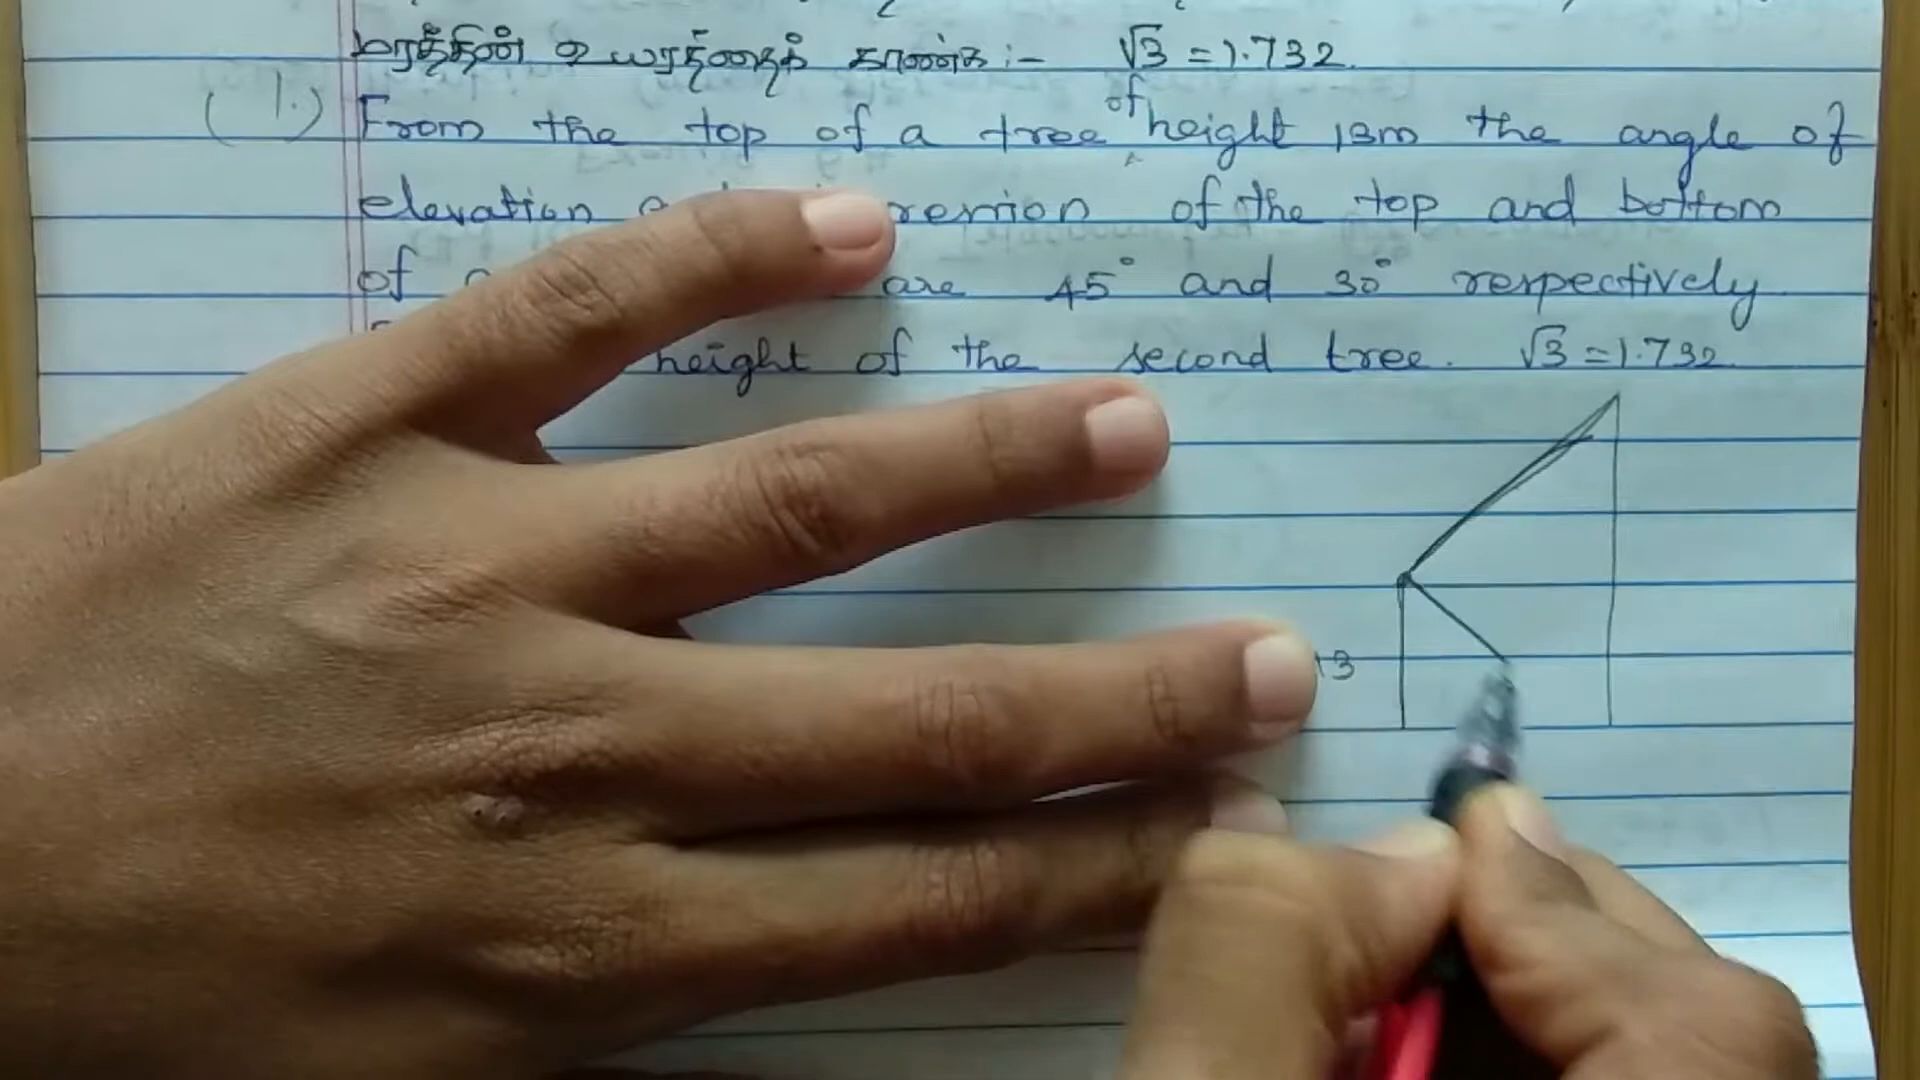 மரத்தின் உயரத்தைக் காண்க :- √3 = 1.732.
(1.) From the top of a tree of height 13m the angle of
elevation of the top and bottom
of are 45° and 30° respectively
height of the second tree. √3 = 1.732
13